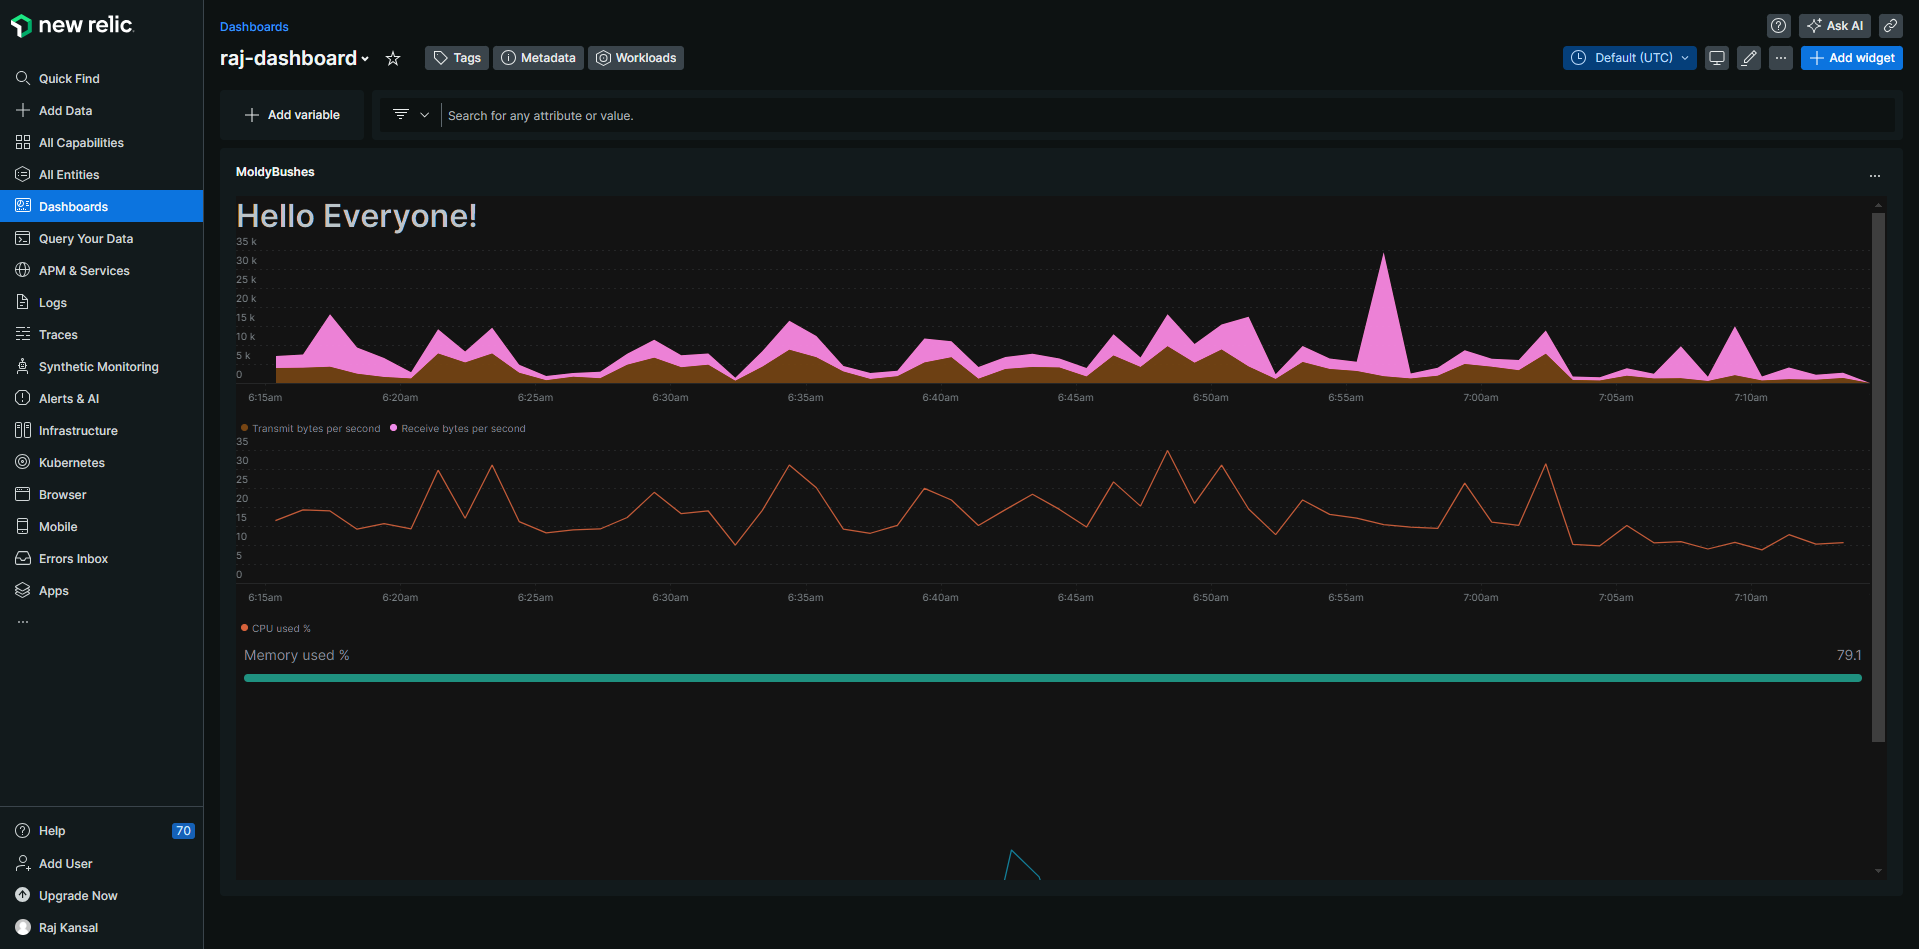 new relic.
Quick Find
Add Data
All Capabilities
All Entities
Dashboards
Query Your Data
APM & Services
Logs
Traces
Synthetic Monitoring
Alerts & AI
Infrastructure
Kubernetes
Browser
Mobile
Errors Inbox
Apps
...
Help 70
Add User
Upgrade Now
Raj Kansal
Dashboards
Ask AI
raj-dashboard Tags Metadata Workloads Default (UTC) ... Add widget
Add variable Search for any attribute or value.
MoldyBushes ...
Hello Everyone!
35 k
30 k
25 k
20 k
15 k
10 k
5 k
0
6:15am 6:20am 6:25am 6:30am 6:35am 6:40am 6:45am 6:50am 6:55am 7:00am 7:05am 7:10am
Transmit bytes per second Receive bytes per second
35
30
25
20
15
10
5
0
6:15am 6:20am 6:25am 6:30am 6:35am 6:40am 6:45am 6:50am 6:55am 7:00am 7:05am 7:10am
CPU used %
Memory used % 79.1